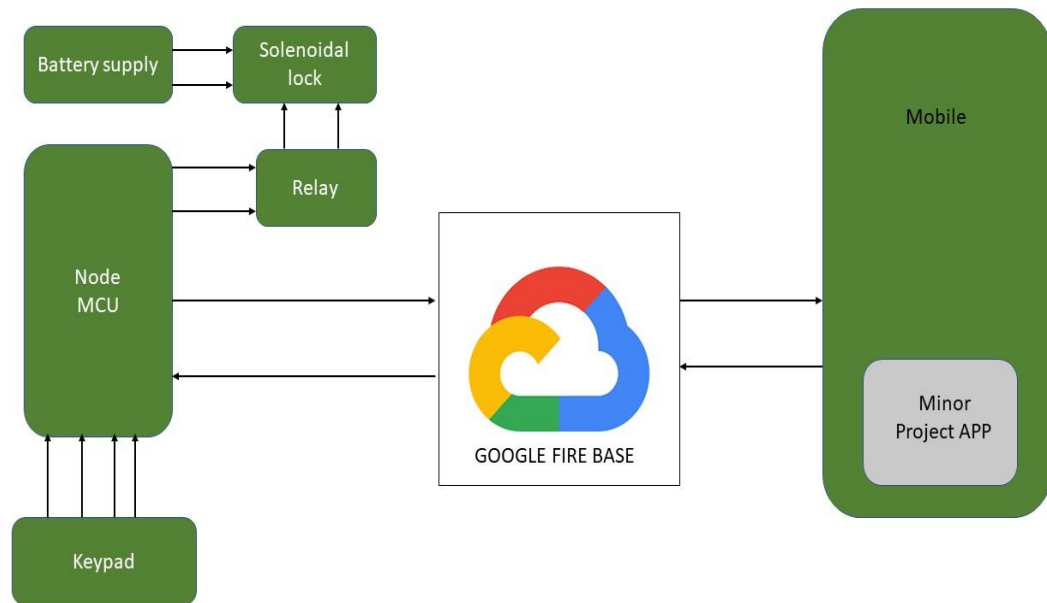 Battery supply
Solenoidal
lock
Mobile
Relay
Node
MCU
GOOGLE FIRE BASE
Minor
Project APP
Keypad